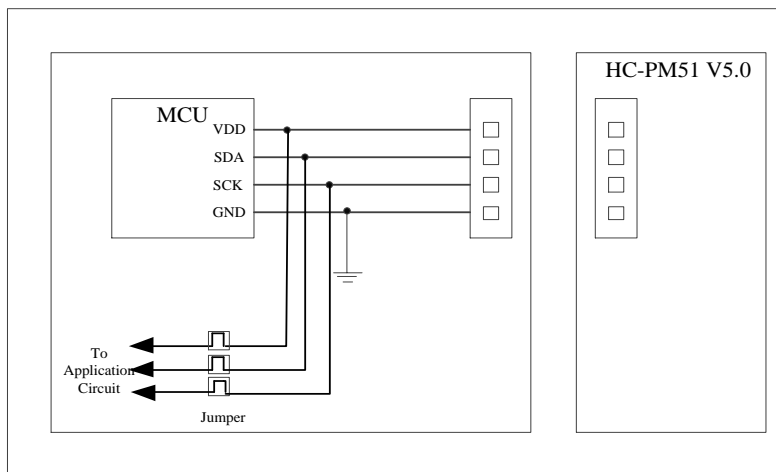 HC-PM51 V5.0
MCU
VDD
SDA
SCK
GND
To
Application
Circuit
Jumper